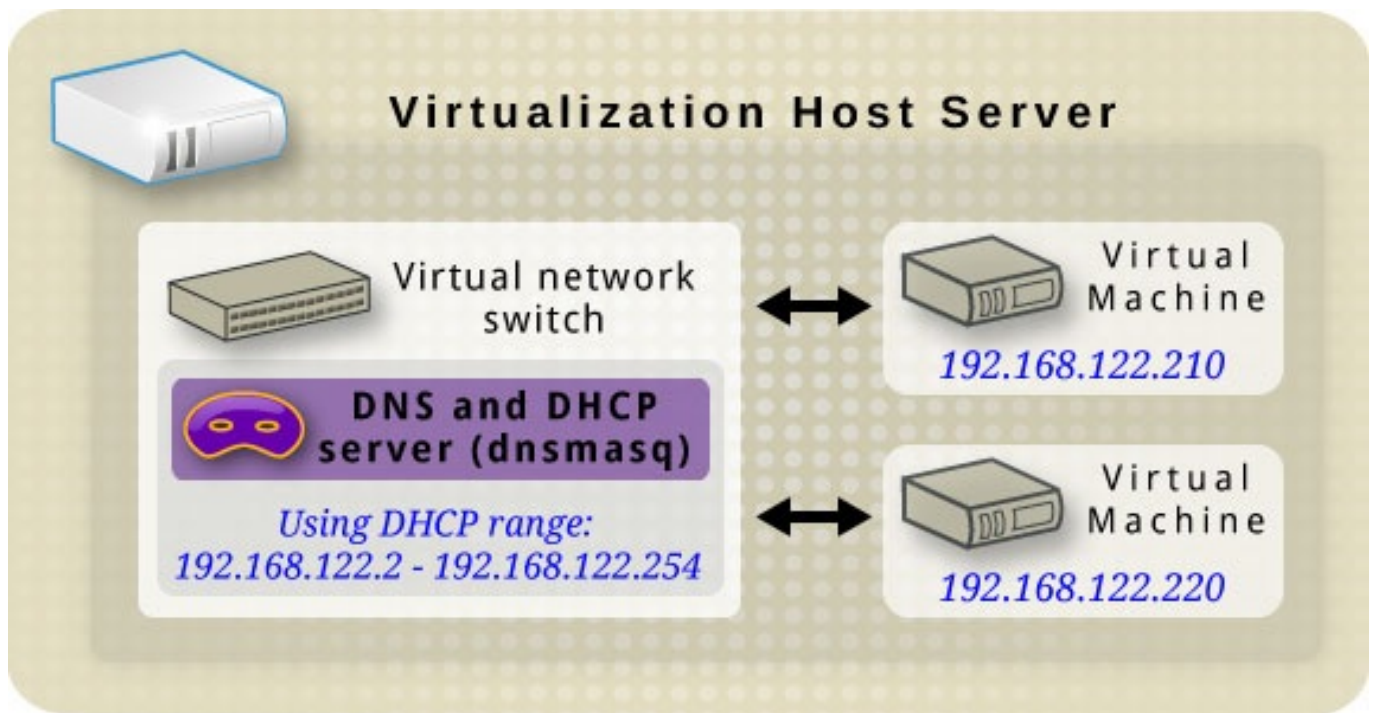 Virtualization Host Server
Virtual network
switch
DNS and DHCP
server (dnsmasq)
Using DHCP range:
192.168.122.2 - 192.168.122.254
Virtual
Machine
192.168.122.210
Virtual
Machine
192.168.122.220